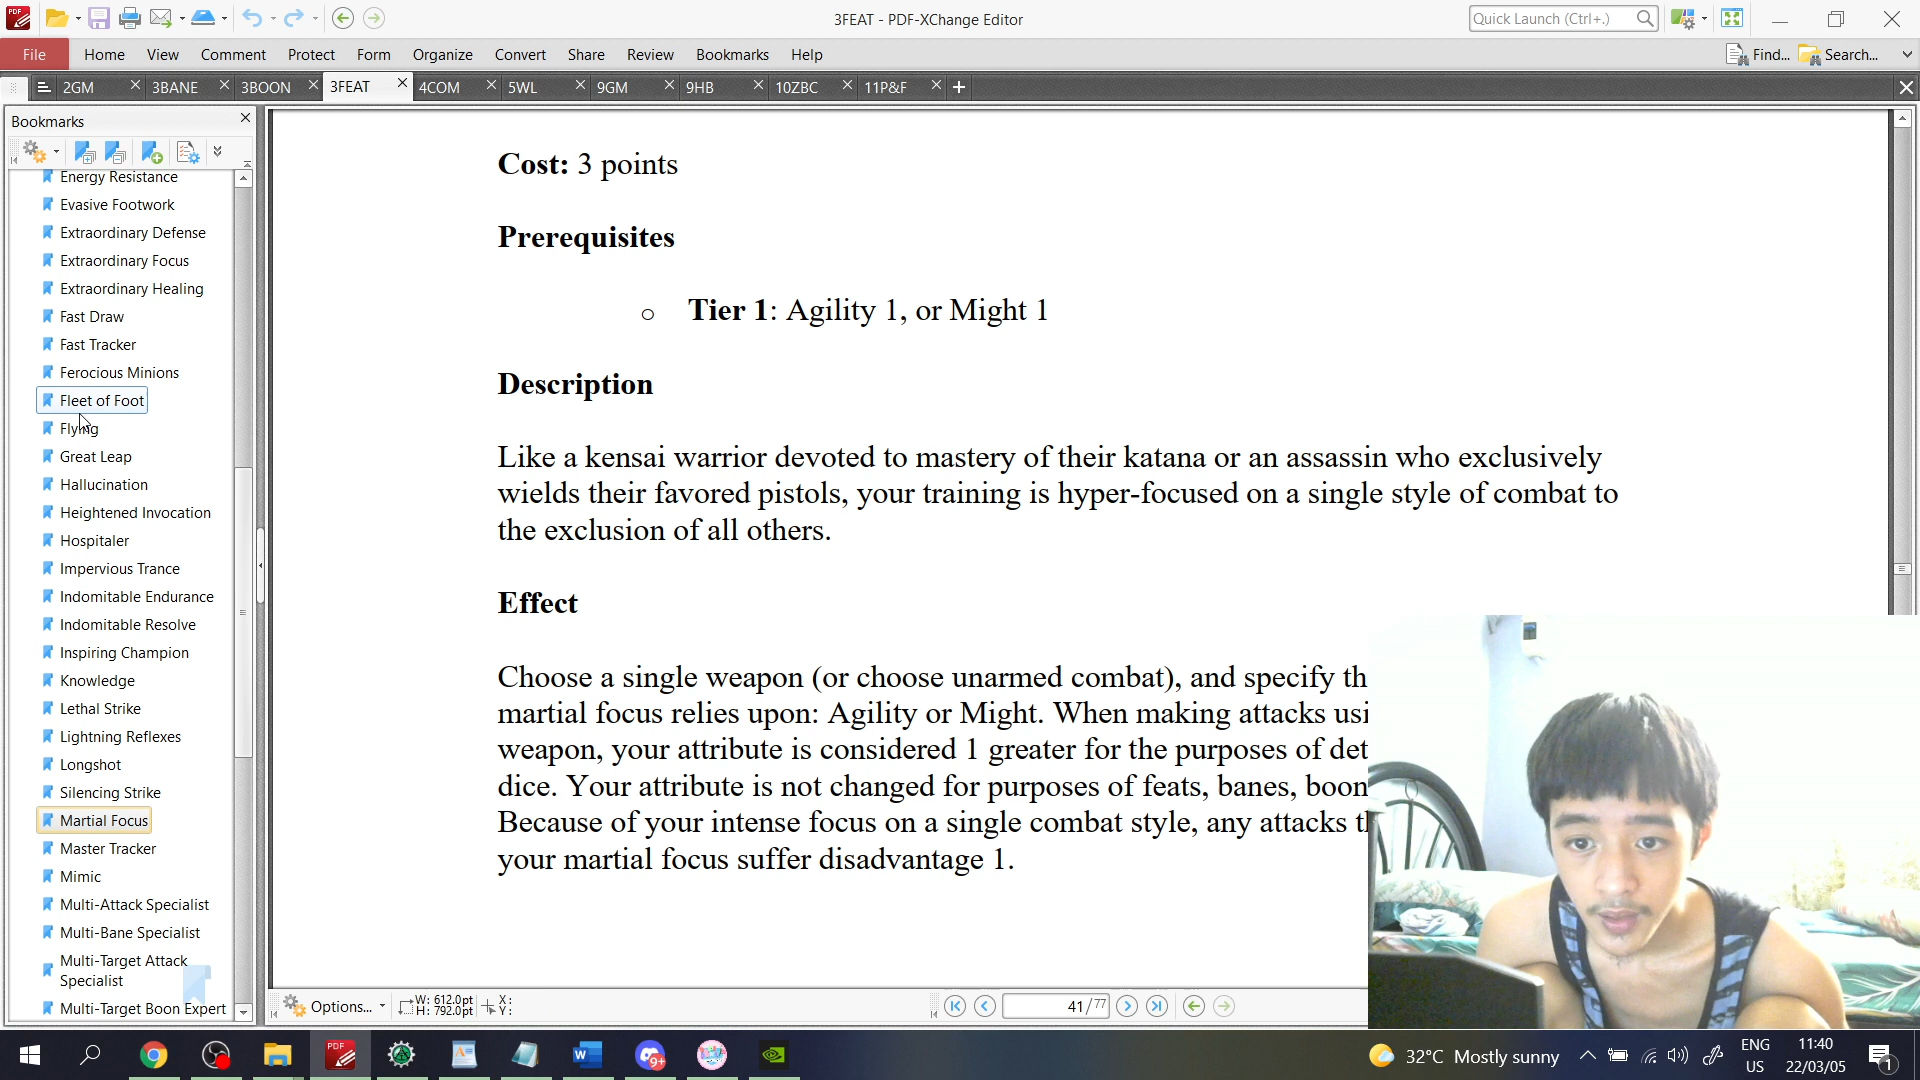 3FEAT - PDF-XChange Editor
Quick Launch (Ctrl+.)
File Home View Comment Protect Form Organize Convert Share Review Bookmarks Help
Find... Search...
2GM 3BANE 3BOON 3FEAT 4COM 5WL 9GM 9HB 10ZBC 11P&F
Bookmarks
Energy Resistance
Evasive Footwork
Extraordinary Defense
Extraordinary Focus
Extraordinary Healing
Fast Draw
Fast Tracker
Ferocious Minions
Fleet of Foot
Flying
Great Leap
Hallucination
Heightened Invocation
Hospitaler
Impervious Trance
Indomitable Endurance
Indomitable Resolve
Inspiring Champion
Knowledge
Lethal Strike
Lightning Reflexes
Longshot
Silencing Strike
Martial Focus
Master Tracker
Mimic
Multi-Attack Specialist
Multi-Bane Specialist
Multi-Target Attack
Specialist
Multi-Target Boon Expert
Cost: 3 points
Prerequisites
o Tier 1: Agility 1, or Might 1
Description
Like a kensai warrior devoted to mastery of their katana or an assassin who exclusively
wields their favored pistols, your training is hyper-focused on a single style of combat to
the exclusion of all others.
Effect
Choose a single weapon (or choose unarmed combat), and specify th
martial focus relies upon: Agility or Might. When making attacks usi
weapon, your attribute is considered 1 greater for the purposes of det
dice. Your attribute is not changed for purposes of feats, banes, boon
Because of your intense focus on a single combat style, any attacks t
your martial focus suffer disadvantage 1.
Options...
W: 612.0pt
H: 792.0pt
X:
Y:
41 / 77
PDF
9+
32°C Mostly sunny
ENG
US
11:40
22/03/05
1